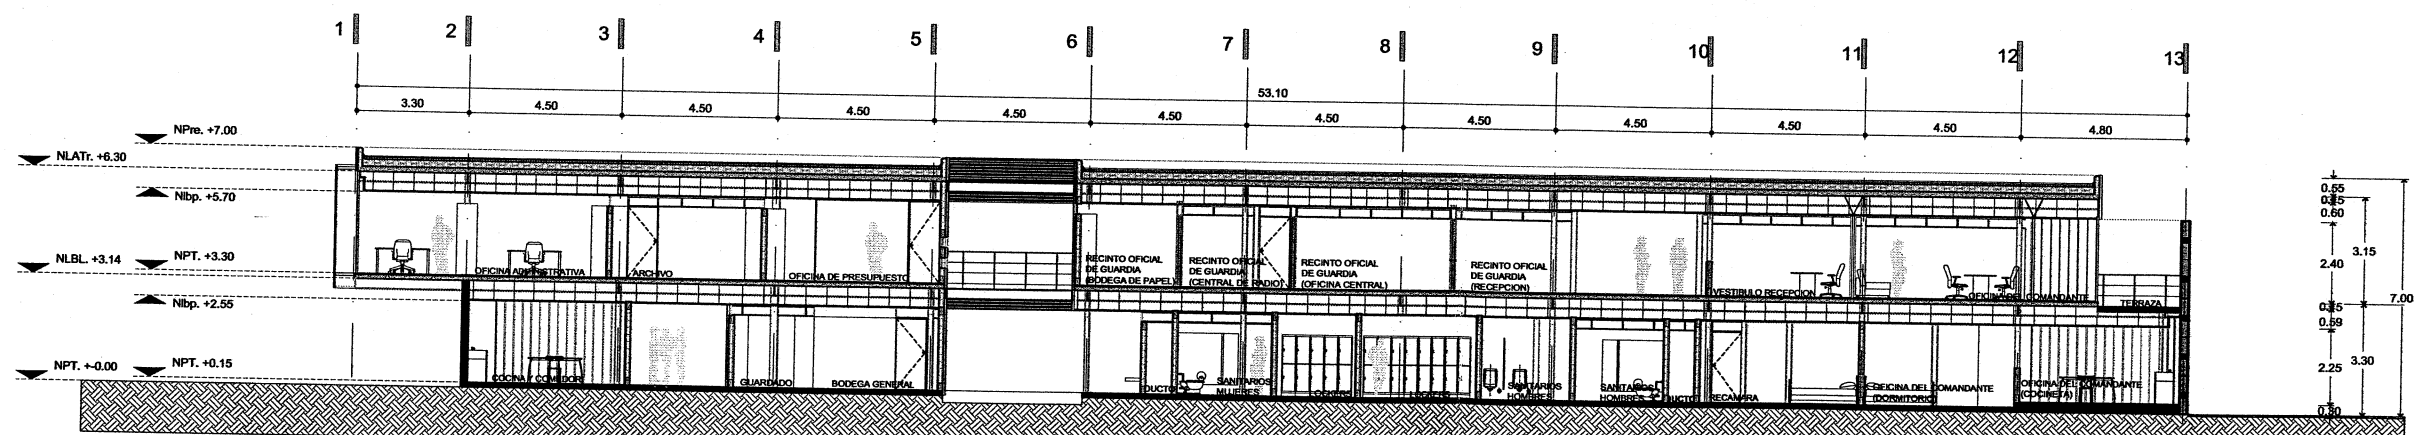 1
2
3
4
5
6
7
8
9
10
11
12
13
53.10
3.30
4.50
4.50
4.50
4.50
4.50
4.50
4.50
4.50
4.50
4.50
4.80
NPre. +7.00
NLATr. +6.30
NIbp. +5.70
NPT. +3.30
NLBL. +3.14
NIbp. +2.55
NPT. +0.15
NPT. +-0.00
OFICINA ADMINISTRATIVA
ARCHIVO
OFICINA DE PRESUPUESTO
RECINTO OFICIAL
DE GUARDIA
(BODEGA DE PAPEL)
RECINTO OFICIAL
DE GUARDIA
(CENTRAL DE RADIO)
RECINTO OFICIAL
DE GUARDIA
(OFICINA CENTRAL)
RECINTO OFICIAL
DE GUARDIA
(RECEPCION)
VESTIBULO RECEPCION
OFICINA DEL COMANDANTE
TERRAZA
COCINA Y COMEDOR
GUARDADO
BODEGA GENERAL
DUCTO
SANITARIOS
MUJERES
LOCKERS
LOCKERS
SANITARIOS
HOMBRES
SANITARIOS
HOMBRES
DUCTO
RECAMARA
OFICINA DEL COMANDANTE
(DORMITORIO)
OFICINA DEL COMANDANTE
(COCINETA)
0.55
0.60
2.40
0.59
2.25
0.30
3.15
3.30
7.00